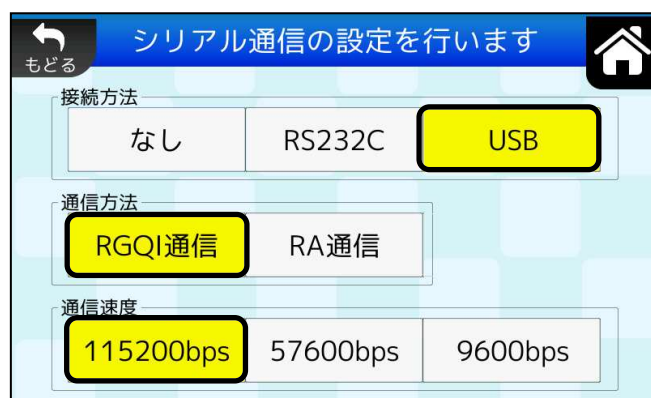 シリアル通信の設定を行います
もどる
接続方法
なし RS232C USB
通信方法
RGQI通信 RA通信
通信速度
115200bps 57600bps 9600bps